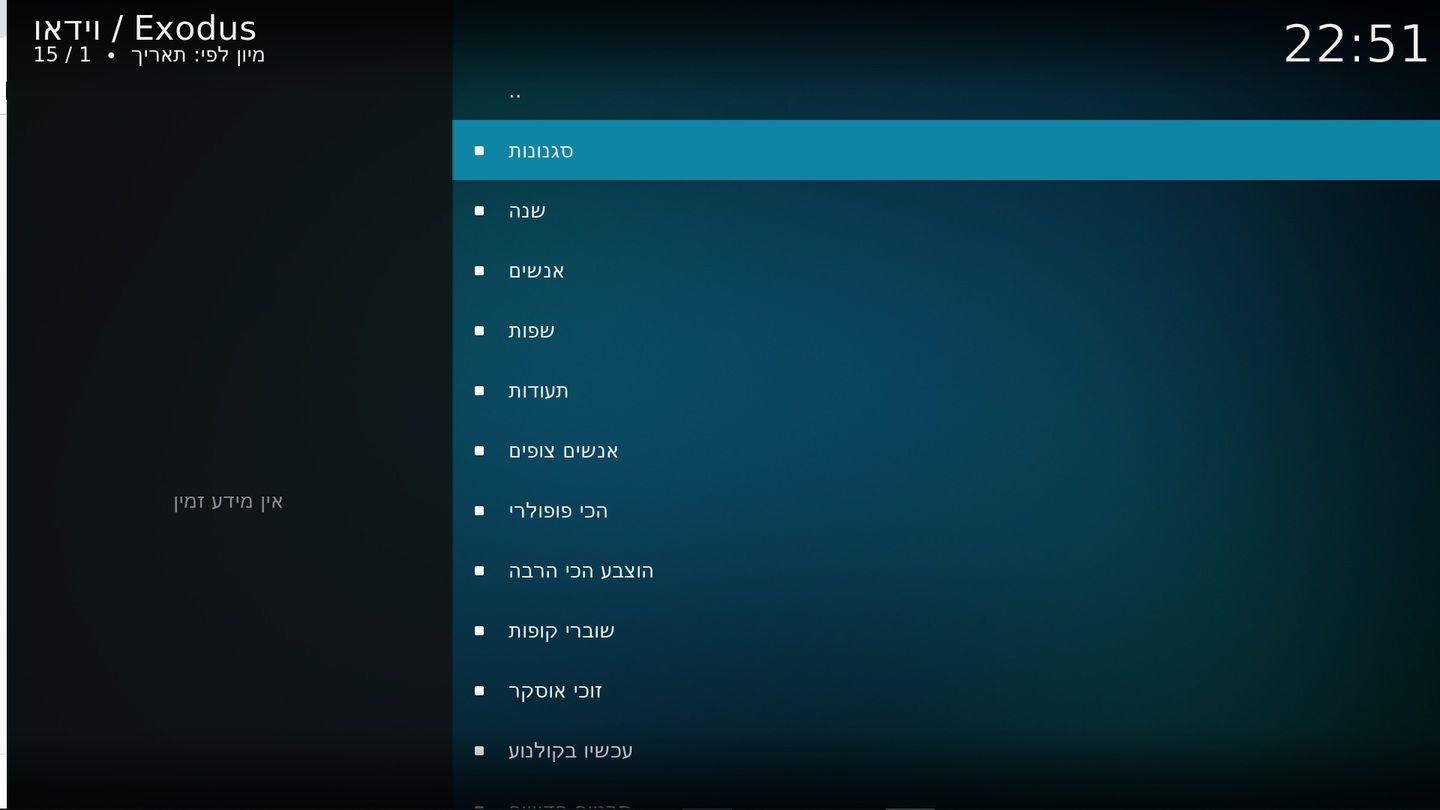 וידאו / Exodus
מיון לפי: תאריך • 1 / 15
22:51
..
סגנונות
שנה
אנשים
שפות
תעודות
אנשים צופים
הכי פופולרי
הוצבע הכי הרבה
שוברי קופות
זוכי אוסקר
עכשיו בקולנוע
אין מידע זמין